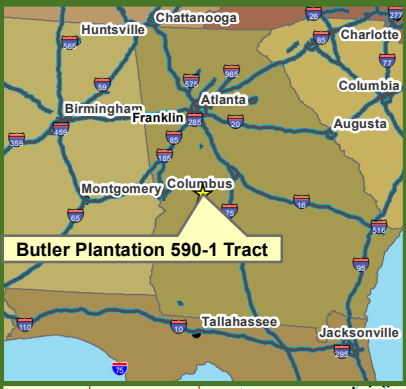 Chattanooga
26
277
Huntsville
Charlotte
565
85
77
575
985
59
Columbia
Atlanta
Birmingham
Franklin
285
20
459
Augusta
359
85
185
Columbus
Montgomery
75
16
65
516
Butler Plantation 590-1 Tract
95
110
10
Tallahassee
Jacksonville
295
75